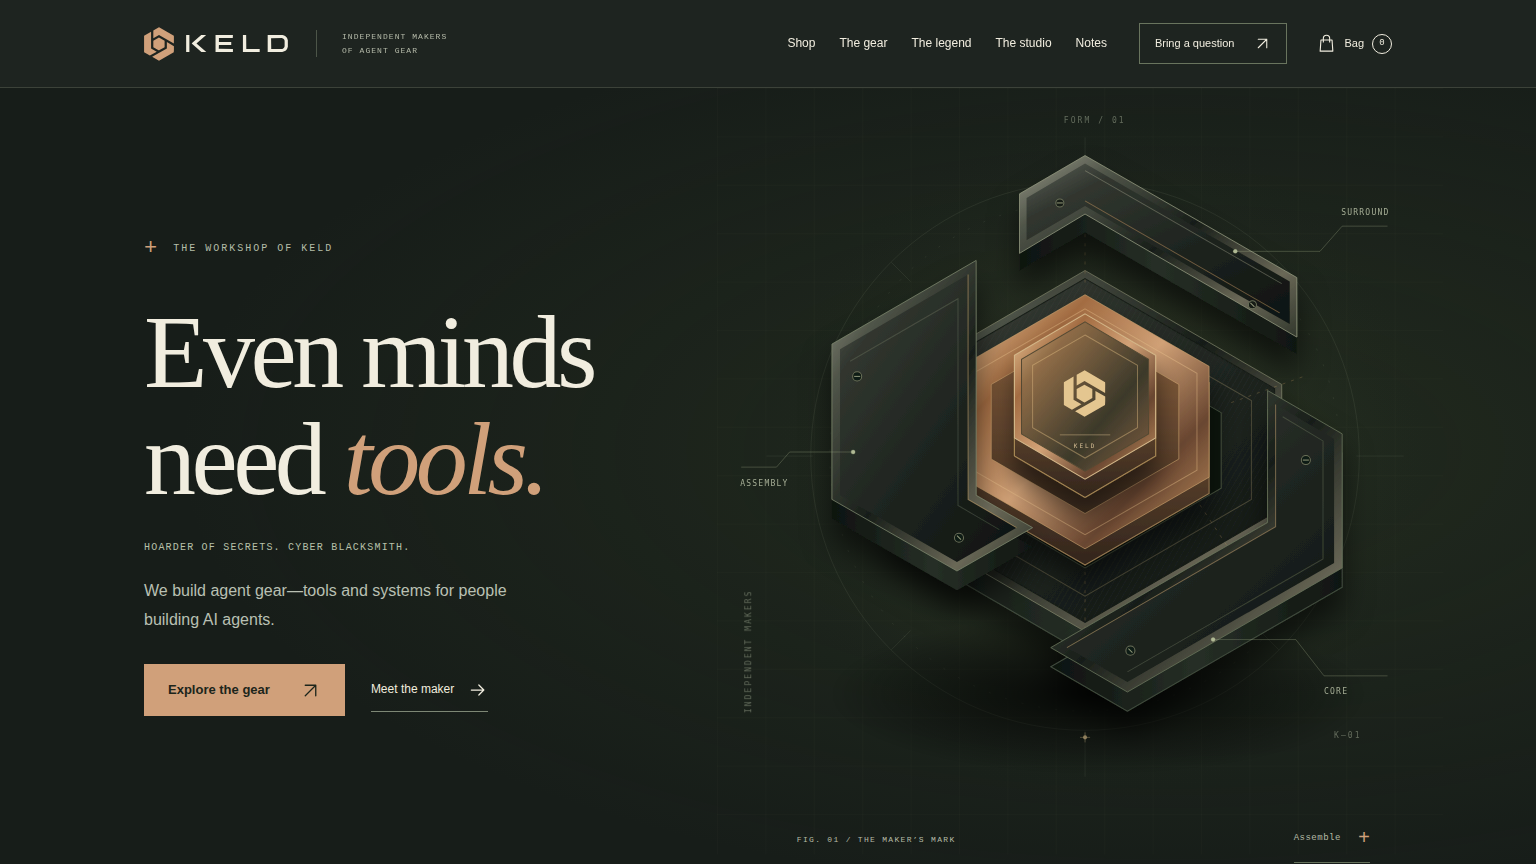 KELD
INDEPENDENT MAKERS
OF AGENT GEAR
Shop
The gear
The legend
The studio
Notes
Bring a question
Bag
0
THE WORKSHOP OF KELD
Even minds
need tools.
HOARDER OF SECRETS. CYBER BLACKSMITH.
We build agent gear—tools and systems for people
building AI agents.
Explore the gear
Meet the maker
FORM / 01
SURROUND
KELD
ASSEMBLY
INDEPENDENT MAKERS
CORE
K—01
FIG. 01 / THE MAKER'S MARK
Assemble